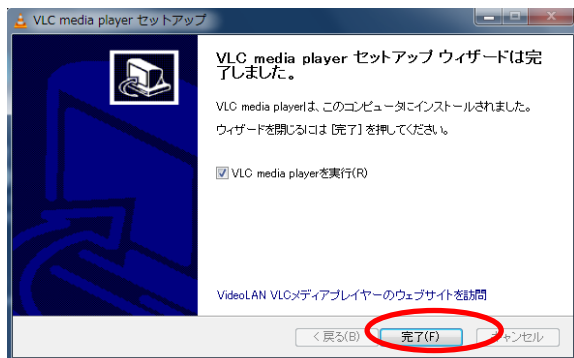 VLC media player セットアップ
VLC media player セットアップ ウィザードは完
了しました。
VLC media playerは、このコンピュータにインストールされました。
ウィザードを閉じるには [完了] を押してください。
VLC media playerを実行(R)
VideoLAN VLCメディアプレイヤーのウェブサイトを訪問
< 戻る(B) 完了(F) キャンセル